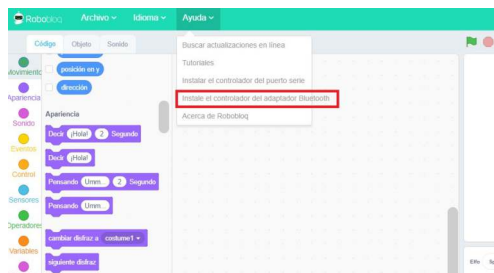 Robobloq Archivo Idioma Ayuda
Código Objeto Sonido
Buscar actualizaciones en línea
Tutoriales
Instalar el controlador del puerto serie
Instale el controlador del adaptador Bluetooth
Acerca de Robobloq
Movimiento
Apariencia
Sonido
Eventos
Control
Sensores
Operadores
Variables
posición en y
dirección
Apariencia
Decir ¡Hola! 2 Segundo
Decir ¡Hola!
Pensando Umm... 2 Segundo
Pensando Umm...
cambiar disfraz a costume1
siguiente disfraz